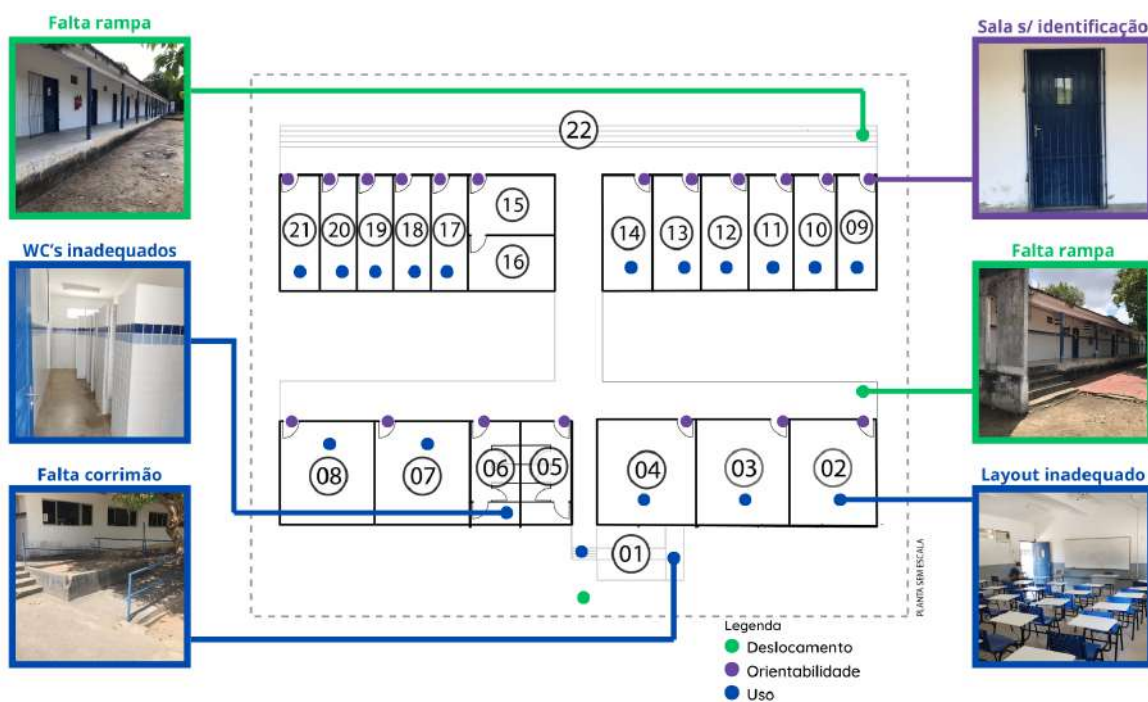 Falta rampa
Sala s/ identificação
22
21
20
19
18
17
15
16
14
13
12
11
10
09
WC's inadequados
Falta rampa
08
07
06
05
04
03
02
Falta corrimão
Layout inadequado
01
PLANTA SEM ESCALA
Legenda
Deslocamento
Orientabilidade
Uso